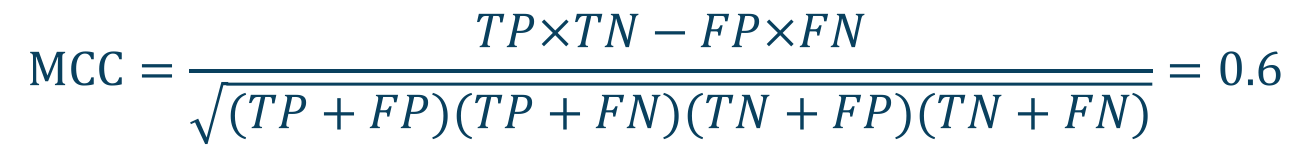 MCC = TP×TN − FP×FN / √(TP + FP)(TP + FN)(TN + FP)(TN + FN) = 0.6